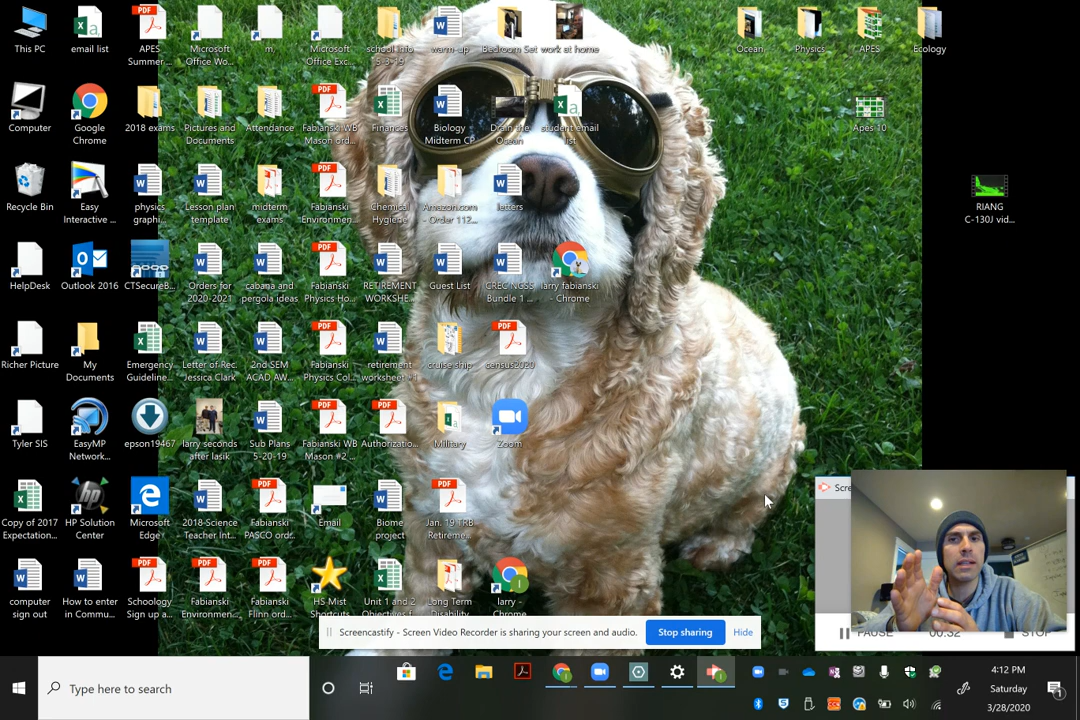 This PC
email list
APES
Summer...
Microsoft
Office Wo...
m
Microsoft
Office Exc...
school info
5-3-19
warm-up
Bedroom Set
work at home
Ocean
Physics
APES
Ecology
Computer
Google
Chrome
2018 exams
Pictures and
Documents
Attendance
Fabianski WB
Mason ord...
Finances
Biology
Midterm CP
Drain the
Ocean
student email
list
Apes 10
Recycle Bin
Easy
Interactive ...
physics
graphi...
Lesson plan
template
midterm
exams
Fabianski
Environmen...
Chemical
Hygiene
Amazon.com
- Order 112...
letters
RIANG
C-130J vid...
HelpDesk
Outlook 2016
CTSecureB...
Orders for
2020-2021
cabana and
pergola ideas
Fabianski
Physics Ho...
RETIREMENT
WORKSHE...
Guest List
CREC NGSS
Bundle 1 ...
larry fabianski
- Chrome
Richer Picture
My
Documents
Emergency
Guideline...
Letter of Rec.
Jessica Clark
2nd SEM
ACAD AW...
Fabianski
Physics Col...
retirement
worksheet #1
cruise ship
census2020
Tyler SIS
EasyMP
Network...
epson19467
larry seconds
after lasik
Sub Plans
5-20-19
Fabianski WB
Mason #2 ...
Authorizatio...
Military
Zoom
Copy of 2017
Expectation...
HP Solution
Center
Microsoft
Edge
2018-Science
Teacher Int...
Fabianski
PASCO ord...
Email
Biome
project
Jan. 19 TRB
Retireme...
Scre
computer
sign out
How to enter
in Commu...
Schoology
Sign up a...
Fabianski
Environmen...
Fabianski
Flinn ord...
HS Mist
Shortcuts
Unit 1 and 2
Objectives f...
Long Term
Disability
larry -
Chrome
Screencastify - Screen Video Recorder is sharing your screen and audio.
Stop sharing
Hide
PAUSE
00:32
STOP
Type here to search
4:12 PM
Saturday
3/28/2020